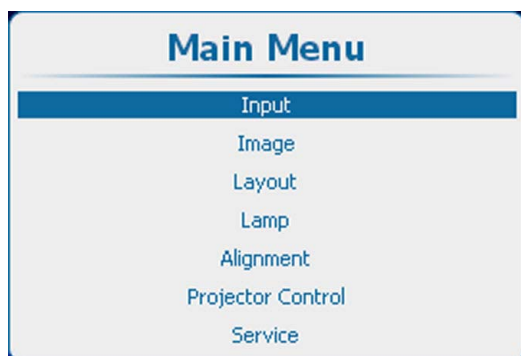 Main Menu
Input
Image
Layout
Lamp
Alignment
Projector Control
Service